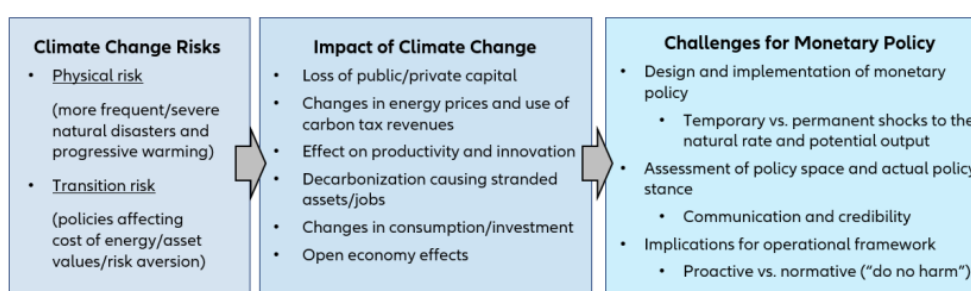 Climate Change Risks
• Physical risk
(more frequent/severe
natural disasters and
progressive warming)
• Transition risk
(policies affecting
cost of energy/asset
values/risk aversion)
Impact of Climate Change
• Loss of public/private capital
• Changes in energy prices and use of
carbon tax revenues
• Effect on productivity and innovation
• Decarbonization causing stranded
assets/jobs
• Changes in consumption/investment
• Open economy effects
Challenges for Monetary Policy
• Design and implementation of monetary
policy
• Temporary vs. permanent shocks to the
natural rate and potential output
• Assessment of policy space and actual policy
stance
• Communication and credibility
• Implications for operational framework
• Proactive vs. normative (“do no harm”)